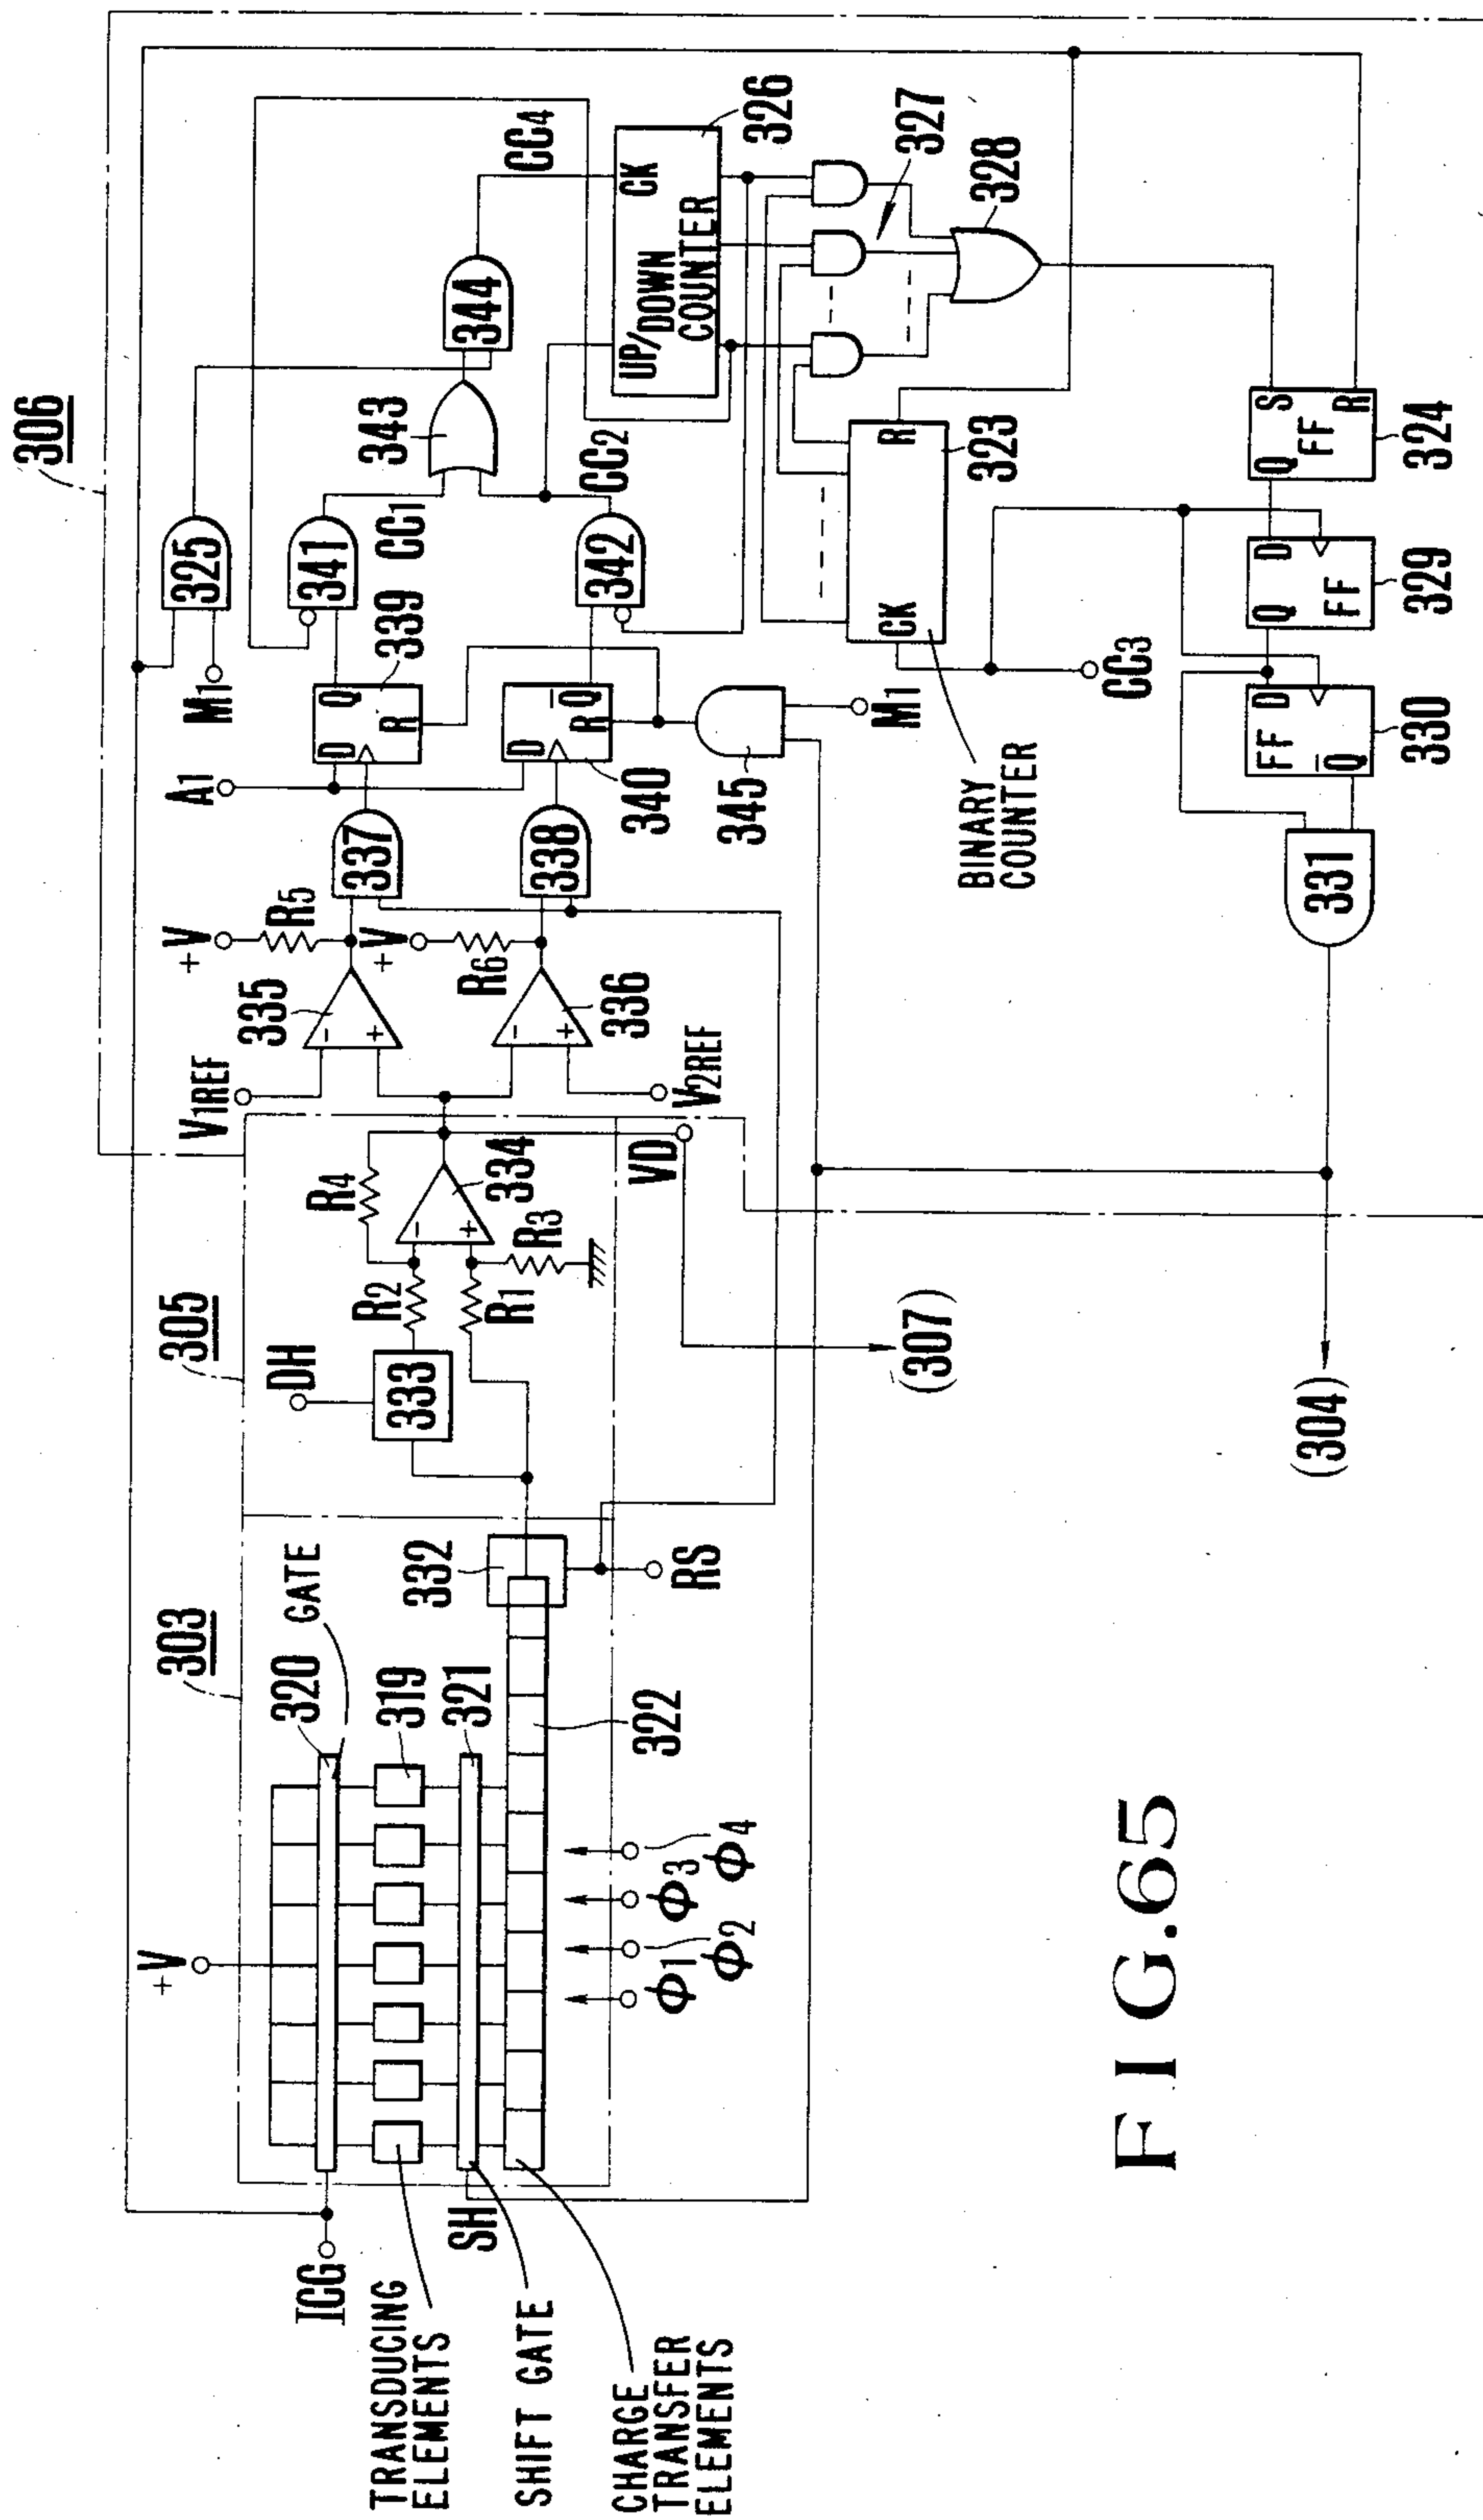 306
A1
M1
325
343
344
CC4
V1REF
335
+V
R5
337
D Q
R
339
CC1
341
305
DH
R4
R2
333
334
R1
R3
+V
R6
336
338
340
D Q
R
342
CC2
UP/DOWN
COUNTER
CK
326
303
320
GATE
+V
319
321
332
V2REF
VD
345
M1
327
328
ICG
SH
322
RS
BINARY
COUNTER
CK
R
323
CC3
TRANSDUCING
ELEMENTS
SHIFT GATE
CHARGE
TRANSFER
ELEMENTS
Φ1
Φ2
Φ3
Φ4
(307)
(304)
331
FF D
Q
330
Q D
FF
329
Q S
FF
R
324
FIG.65